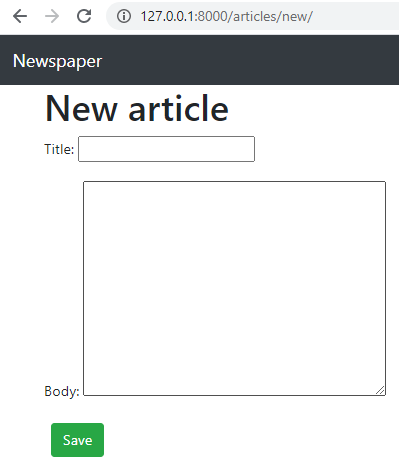 127.0.0.1:8000/articles/new/
Newspaper
New article
Title:
Body:
Save